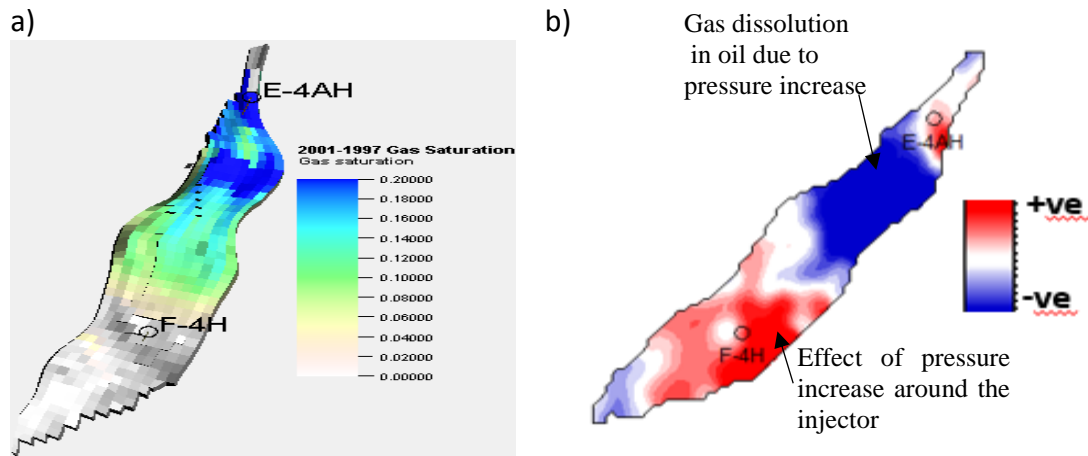 a)
E-4AH
2001-1997 Gas Saturation
Gas saturation
0.20000
0.18000
0.16000
0.14000
0.12000
0.10000
0.08000
0.06000
0.04000
0.02000
0.00000
F-4H
b)
Gas dissolution
in oil due to
pressure increase
E-4AH
+ve
-ve
F-4H
Effect of pressure
increase around the
injector